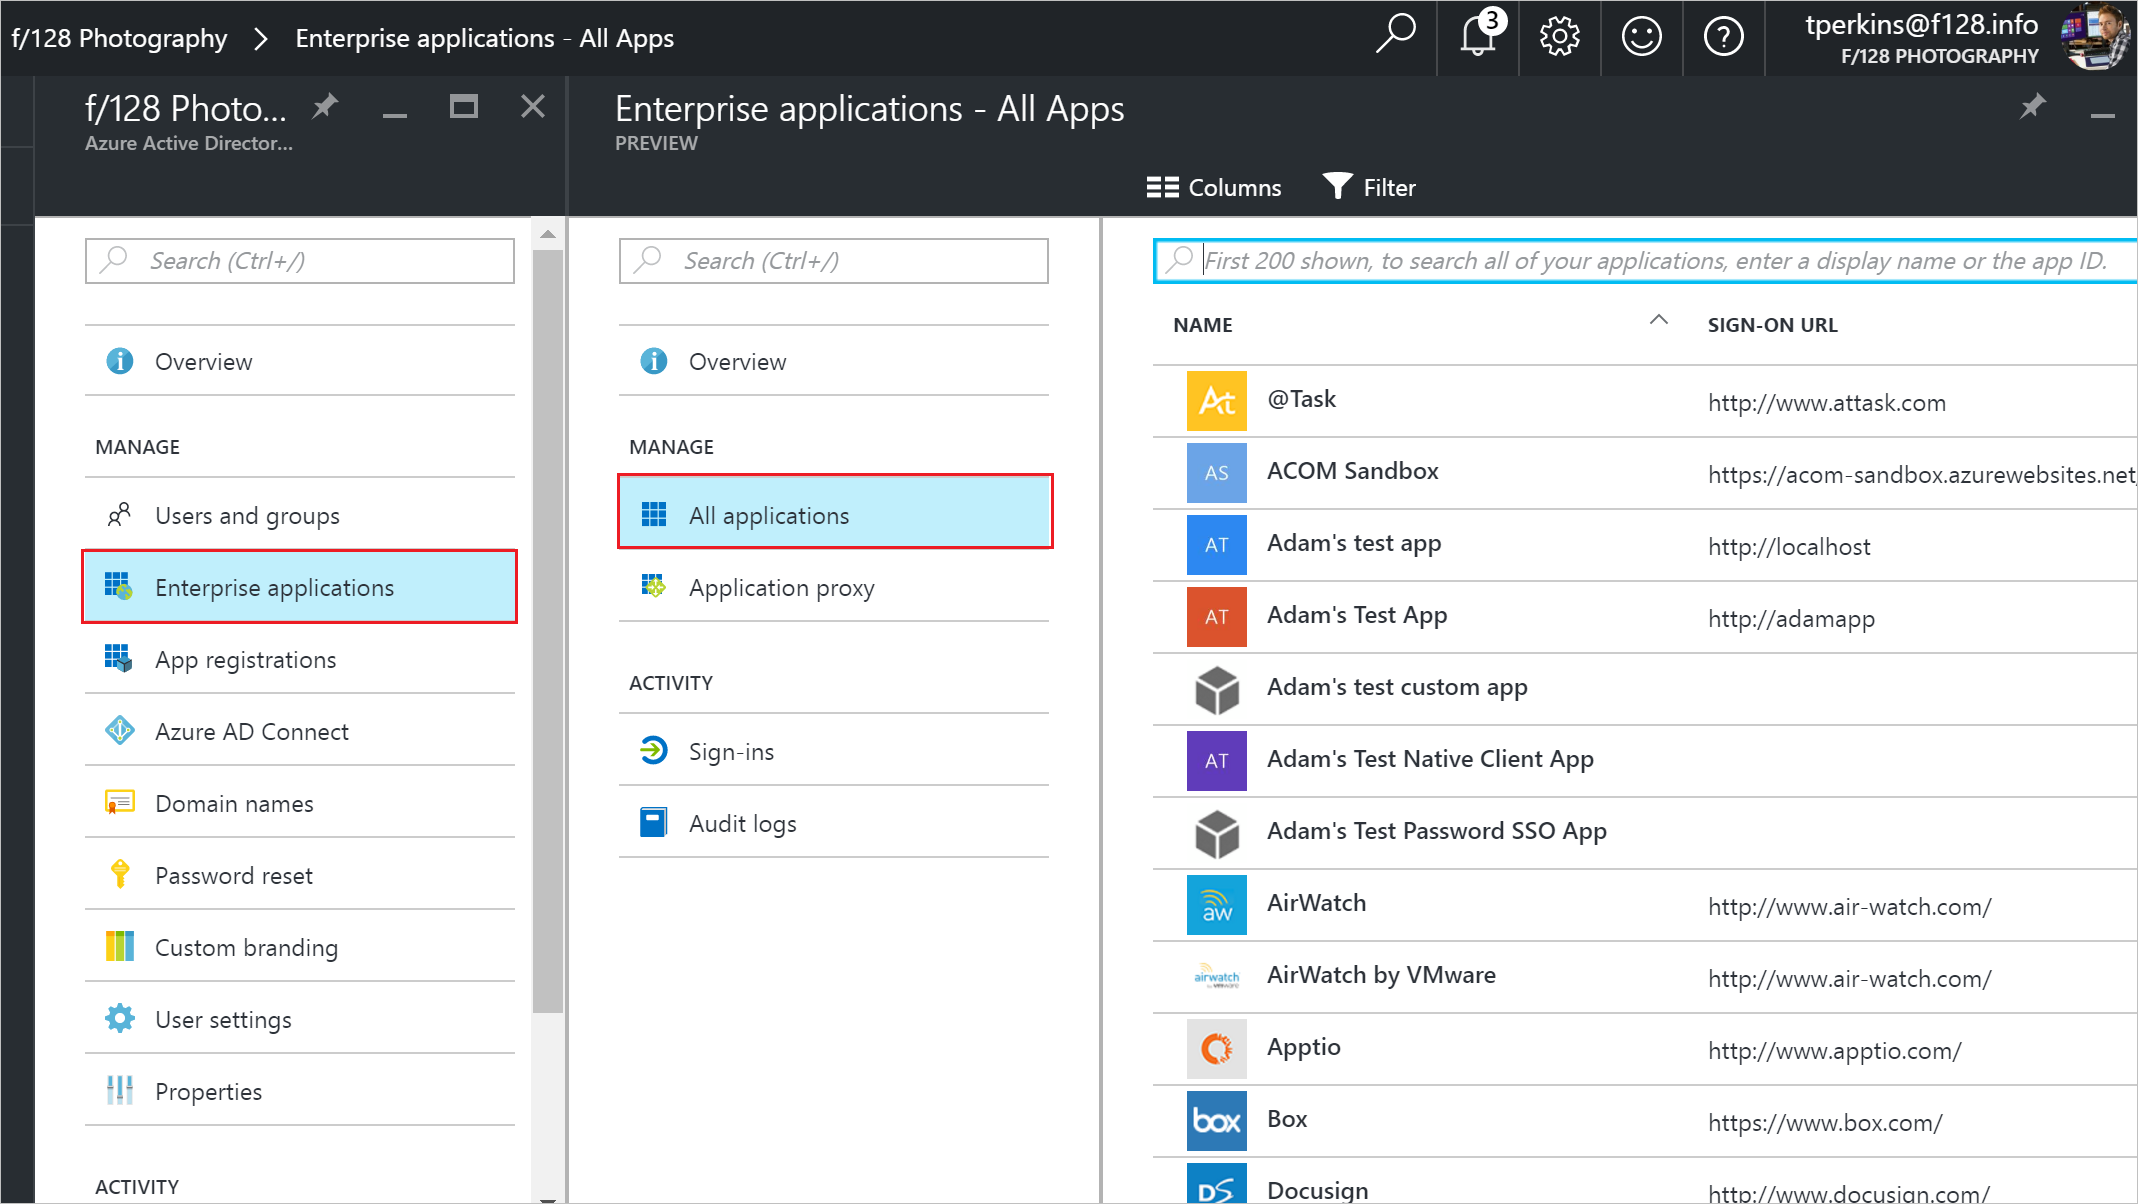 f/128 Photography > Enterprise applications - All Apps
3
tperkins@f128.info
F/128 PHOTOGRAPHY
f/128 Photo...
Azure Active Director...
Enterprise applications - All Apps
PREVIEW
Columns
Filter
Search (Ctrl+/)
Overview
MANAGE
Users and groups
Enterprise applications
App registrations
Azure AD Connect
Domain names
Password reset
Custom branding
User settings
Properties
ACTIVITY
Search (Ctrl+/)
Overview
MANAGE
All applications
Application proxy
ACTIVITY
Sign-ins
Audit logs
First 200 shown, to search all of your applications, enter a display name or the app ID.
NAME SIGN-ON URL
At @Task http://www.attask.com
AS ACOM Sandbox https://acom-sandbox.azurewebsites.net/
AT Adam's test app http://localhost
AT Adam's Test App http://adamapp
Adam's test custom app
AT Adam's Test Native Client App
Adam's Test Password SSO App
aw AirWatch http://www.air-watch.com/
airwatch by vmware AirWatch by VMware http://www.air-watch.com/
Apptio http://www.apptio.com/
box Box https://www.box.com/
DS Docusign http://www.docusign.com/